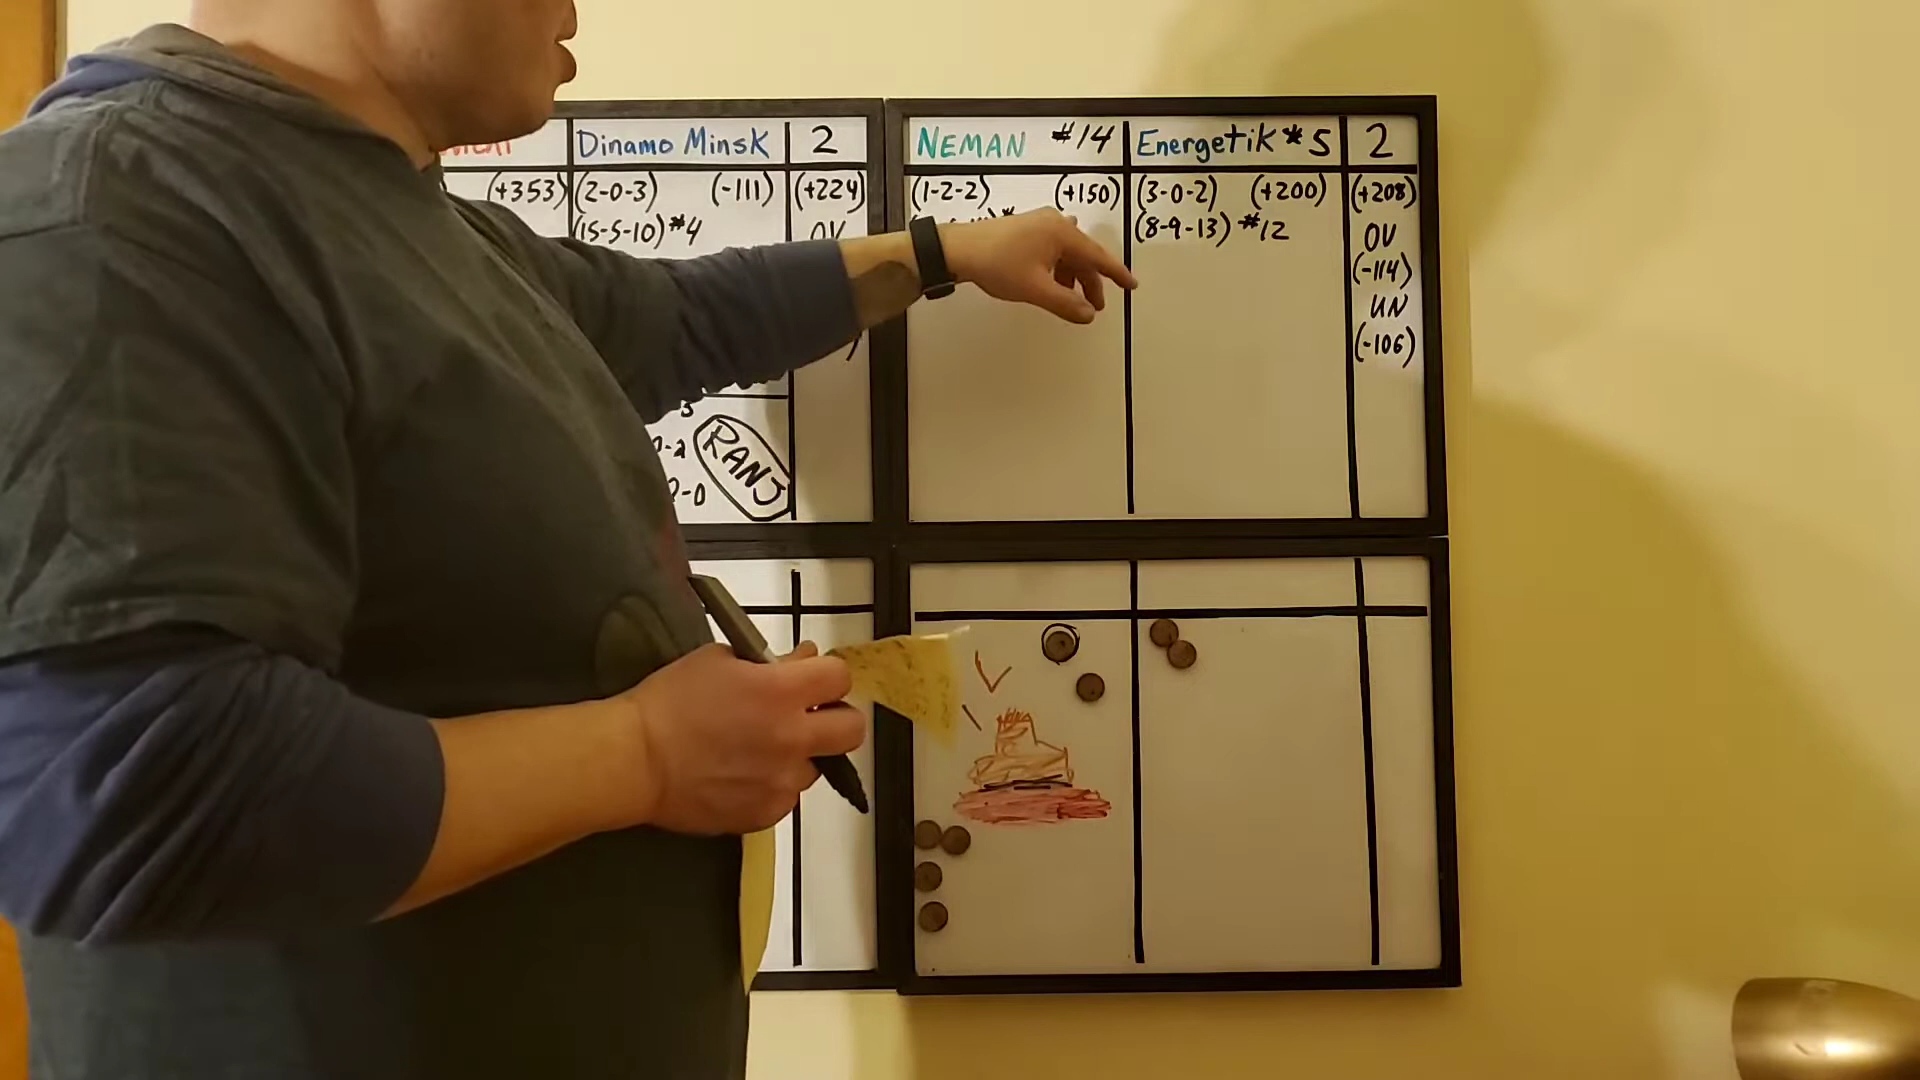 Dinamo Minsk 2
(+353) (2-0-3) (-111) (+224)
(15-5-10) #4 OV
RANJ
NEMAN #14 Energetik #5 2
(1-2-2) (+150) (3-0-2) (+200) (+208)
(8-9-13) #12 OV
(-114)
UN
(-106)